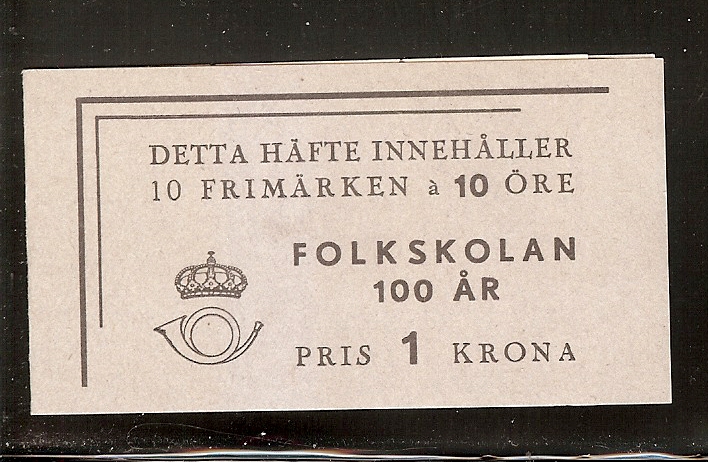 DETTA HÄFTE INNEHÅLLER
10 FRIMÄRKEN à 10 ÖRE
FOLKSKOLAN
100 ÅR
PRIS 1 KRONA